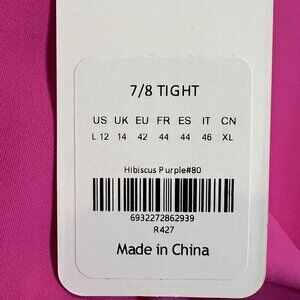 7/8 TIGHT
US UK EU FR ES IT CN
L 12 14 42 44 44 46 XL
Hibiscus Purple#80
6932272862939
R427
Made in China